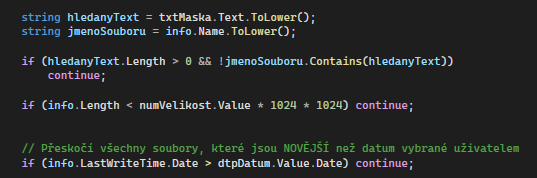 string hledanyText = txtMaska.Text.ToLower();
string jmenoSouboru = info.Name.ToLower();
if (hledanyText.Length > 0 && !jmenoSouboru.Contains(hledanyText))
continue;
if (info.Length < numVelikost.Value * 1024 * 1024) continue;
// Přeskočí všechny soubory, které jsou NOVĚJŠÍ než datum vybrané uživatelem
if (info.LastWriteTime.Date > dtpDatum.Value.Date) continue;